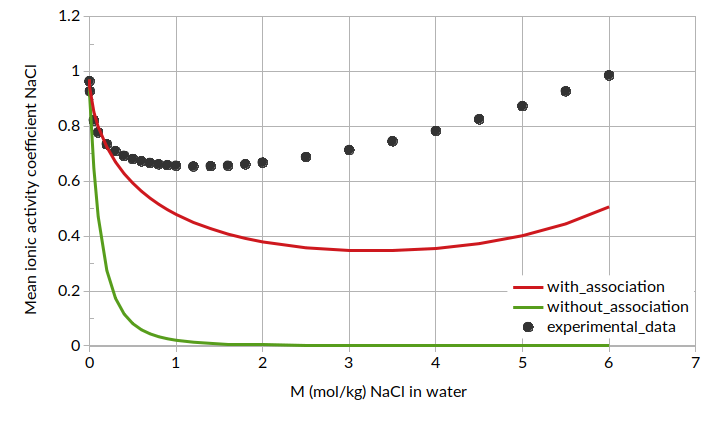 1.2
1
0.8
0.6
0.4
0.2
0
Mean ionic activity coefficient NaCl
0 1 2 3 4 5 6 7
M (mol/kg) NaCl in water
with_association
without_association
experimental_data